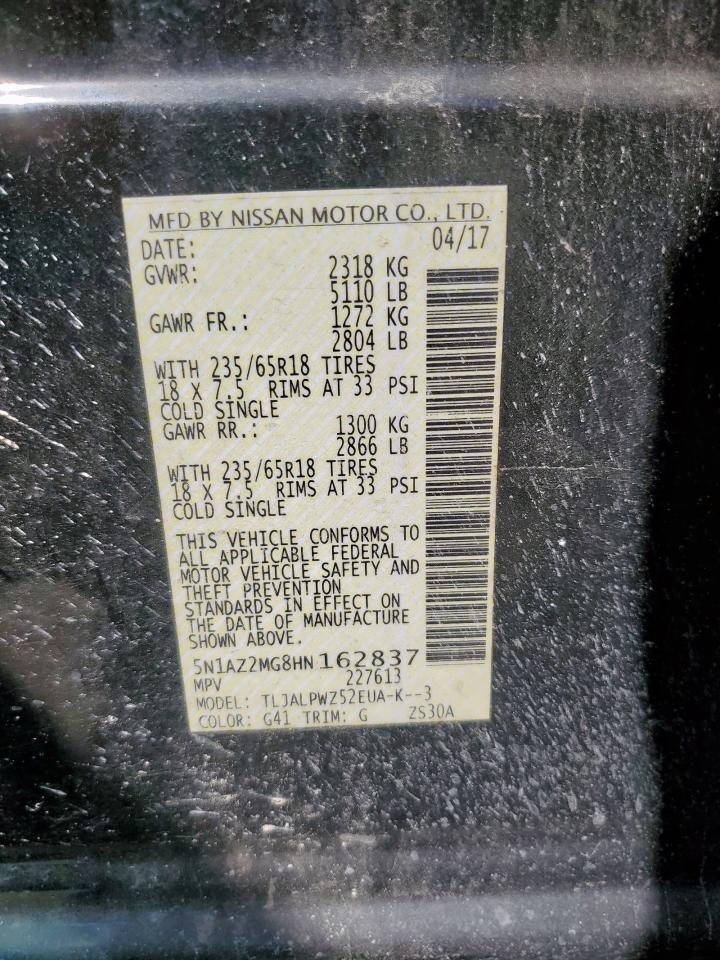 MFD BY NISSAN MOTOR CO., LTD.
DATE: 04/17
GVWR: 2318 KG
5110 LB
GAWR FR.: 1272 KG
2804 LB
WITH 235/65R18 TIRES
18 X 7.5 RIMS AT 33 PSI
COLD SINGLE
GAWR RR.: 1300 KG
2866 LB
WITH 235/65R18 TIRES
18 X 7.5 RIMS AT 33 PSI
COLD SINGLE
THIS VEHICLE CONFORMS TO
ALL APPLICABLE FEDERAL
MOTOR VEHICLE SAFETY AND
THEFT PREVENTION
STANDARDS IN EFFECT ON
THE DATE OF MANUFACTURE
SHOWN ABOVE.
5N1AZ2MG8HN162837
MPV 227613
MODEL: TLJALPWZ52EUA-K--3
COLOR: G41 TRIM: G ZS30A